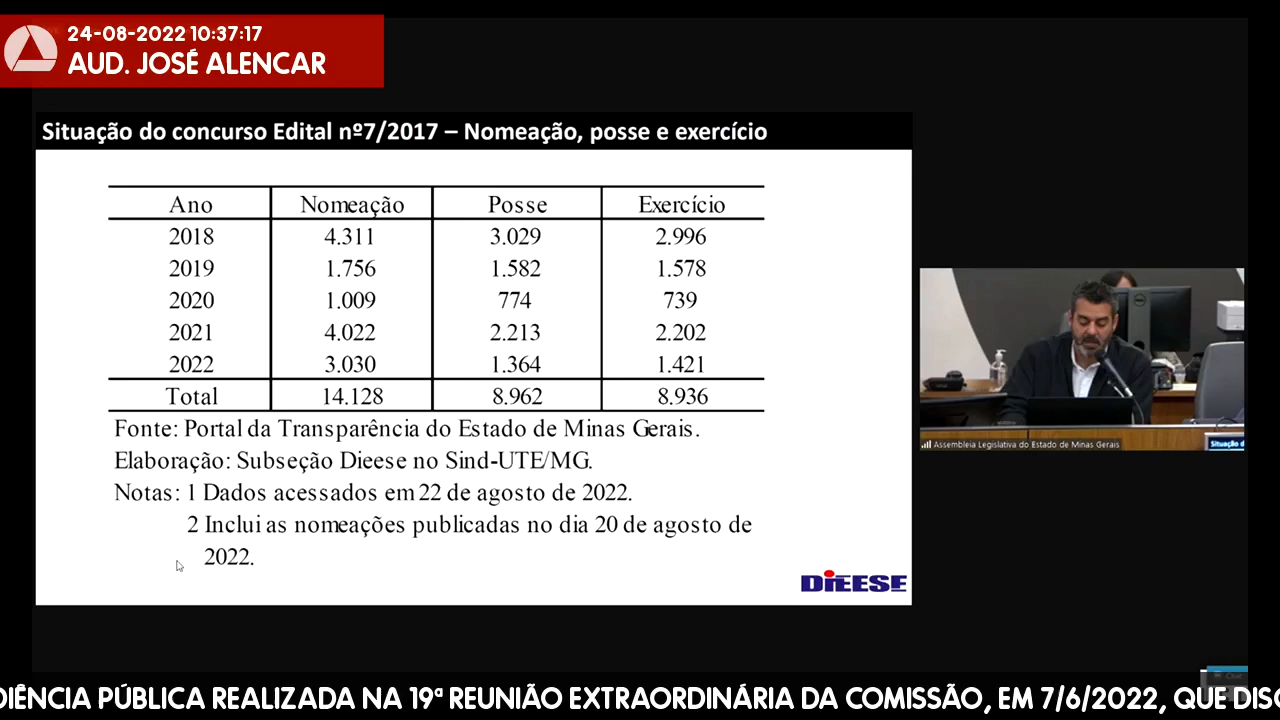 24-08-2022 10:37:17
AUD. JOSÉ ALENCAR
Situação do concurso Edital nº7/2017 – Nomeação, posse e exercício
Ano Nomeação Posse Exercício
2018 4.311 3.029 2.996
2019 1.756 1.582 1.578
2020 1.009 774 739
2021 4.022 2.213 2.202
2022 3.030 1.364 1.421
Total 14.128 8.962 8.936
Fonte: Portal da Transparência do Estado de Minas Gerais.
Elaboração: Subseção Dieese no Sind-UTE/MG.
Notas: 1 Dados acessados em 22 de agosto de 2022.
2 Inclui as nomeações publicadas no dia 20 de agosto de
2022.
DIEESE
Assembleia Legislativa do Estado de Minas Gerais
Situação d
Chat
DIÊNCIA PÚBLICA REALIZADA NA 19ª REUNIÃO EXTRAORDINÁRIA DA COMISSÃO, EM 7/6/2022, QUE DISC